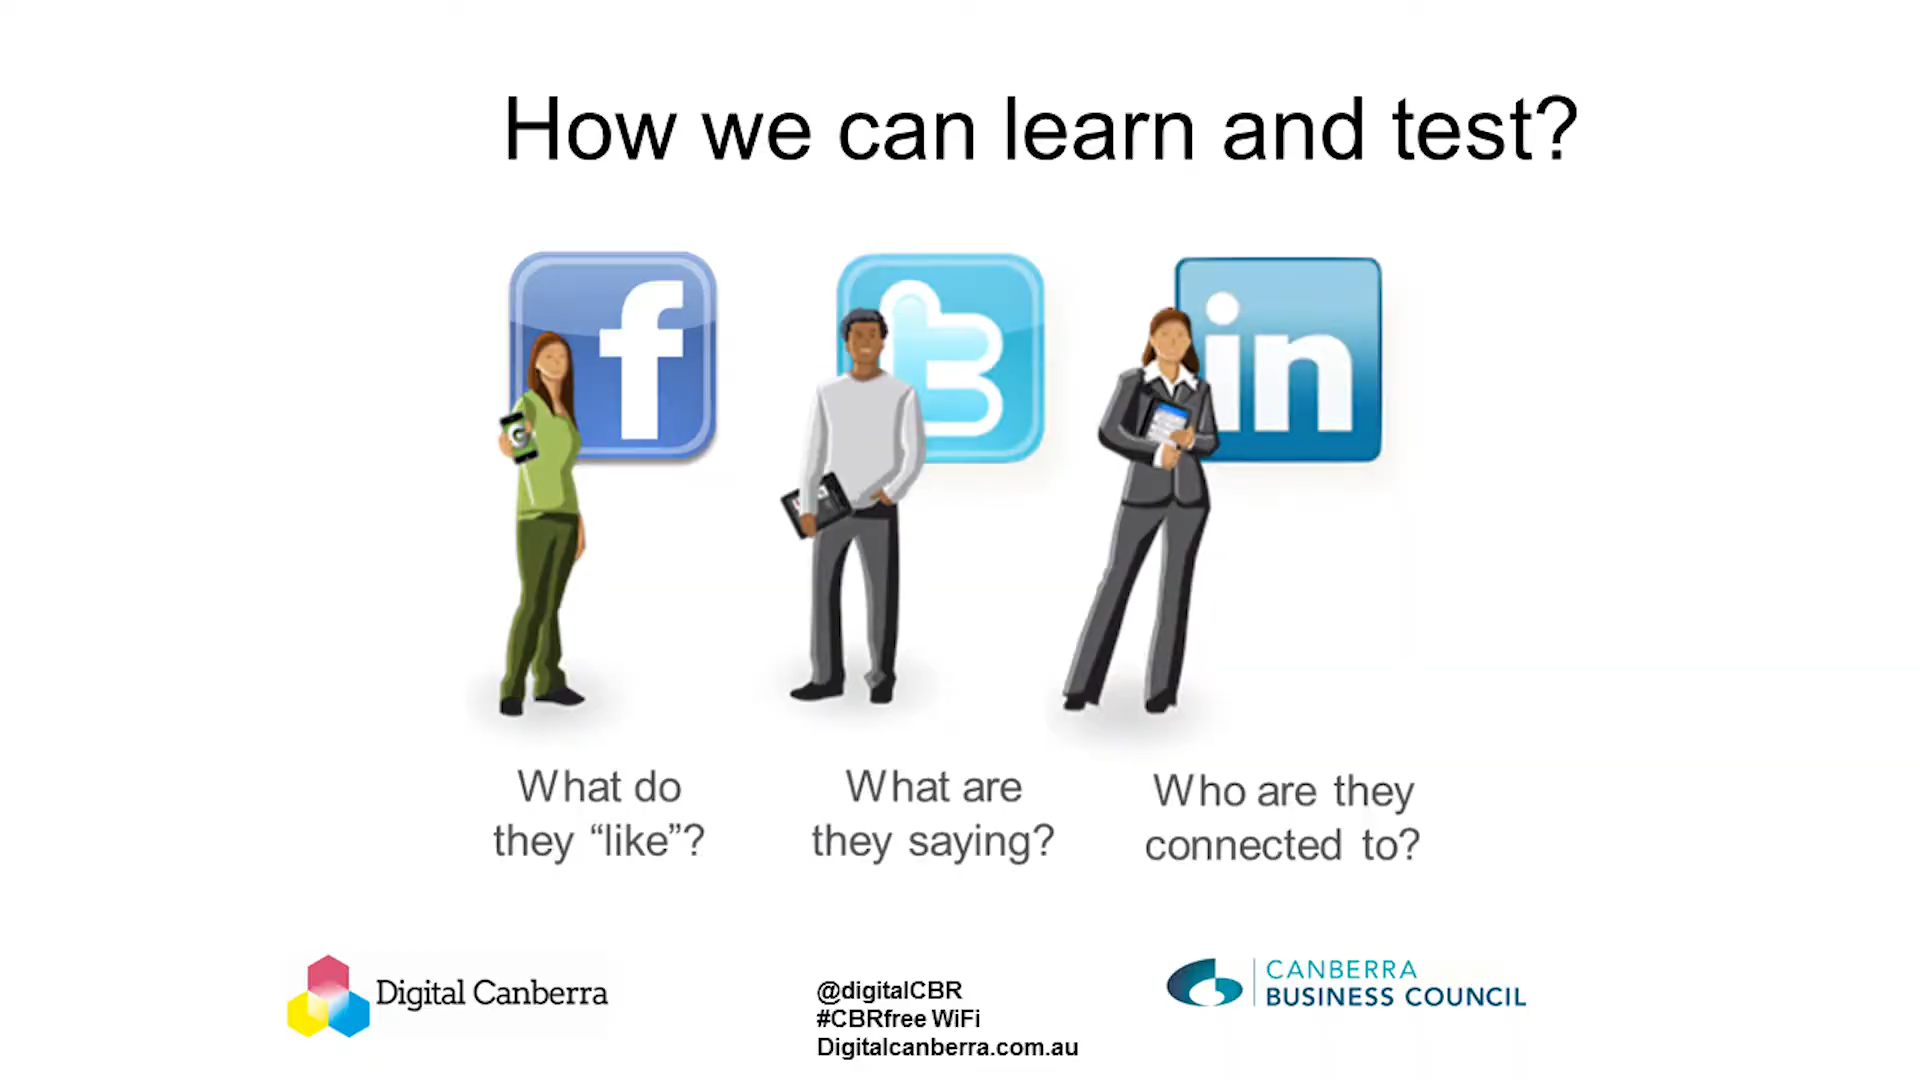 How we can learn and test?
f
t
in
What do
they “like”?
What are
they saying?
Who are they
connected to?
Digital Canberra
@digitalCBR
#CBRfree WiFi
Digitalcanberra.com.au
CANBERRA
BUSINESS COUNCIL